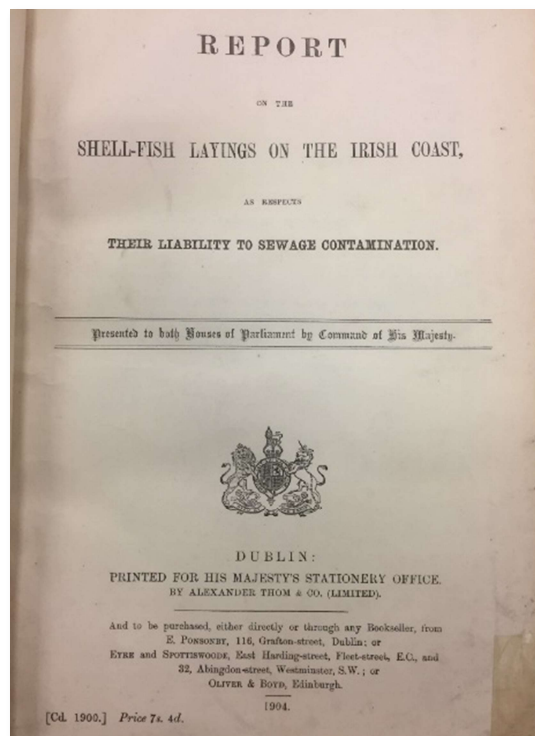 REPORT
ON THE
SHELL-FISH LAYINGS ON THE IRISH COAST,
AS RESPECTS
THEIR LIABILITY TO SEWAGE CONTAMINATION.
Presented to both Houses of Parliament by Command of His Majesty.
DUBLIN:
PRINTED FOR HIS MAJESTY'S STATIONERY OFFICE.
BY ALEXANDER THOM & CO. (LIMITED).
And to be purchased, either directly or through any Bookseller, from
E. PONSONBY, 116, Grafton-street, Dublin; or
EYRE and SPOTTISWOODE, East Harding-street, Fleet-street, E.C., and
32, Abingdon-street, Westminster, S.W.; or
OLIVER & BOYD, Edinburgh.
1904.
[Cd. 1900.] Price 7s. 4d.